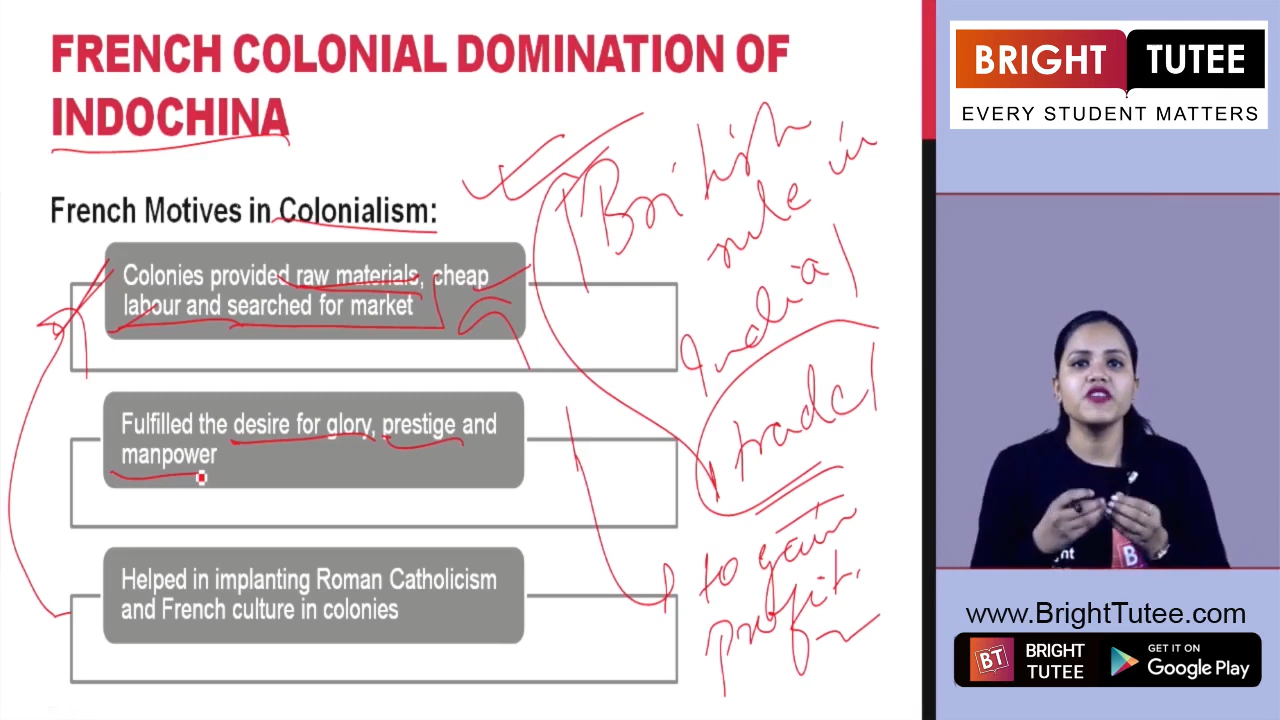 FRENCH COLONIAL DOMINATION OF
INDOCHINA
French Motives in Colonialism:
Colonies provided raw materials, cheap
labour and searched for market
Fulfilled the desire for glory, prestige and
manpower
Helped in implanting Roman Catholicism
and French culture in colonies
British
rule in
India
trade
to gain
profit.
BRIGHT TUTEE
EVERY STUDENT MATTERS
ht
B
www.BrightTutee.com
BT
BRIGHT
TUTEE
GET IT ON
Google Play